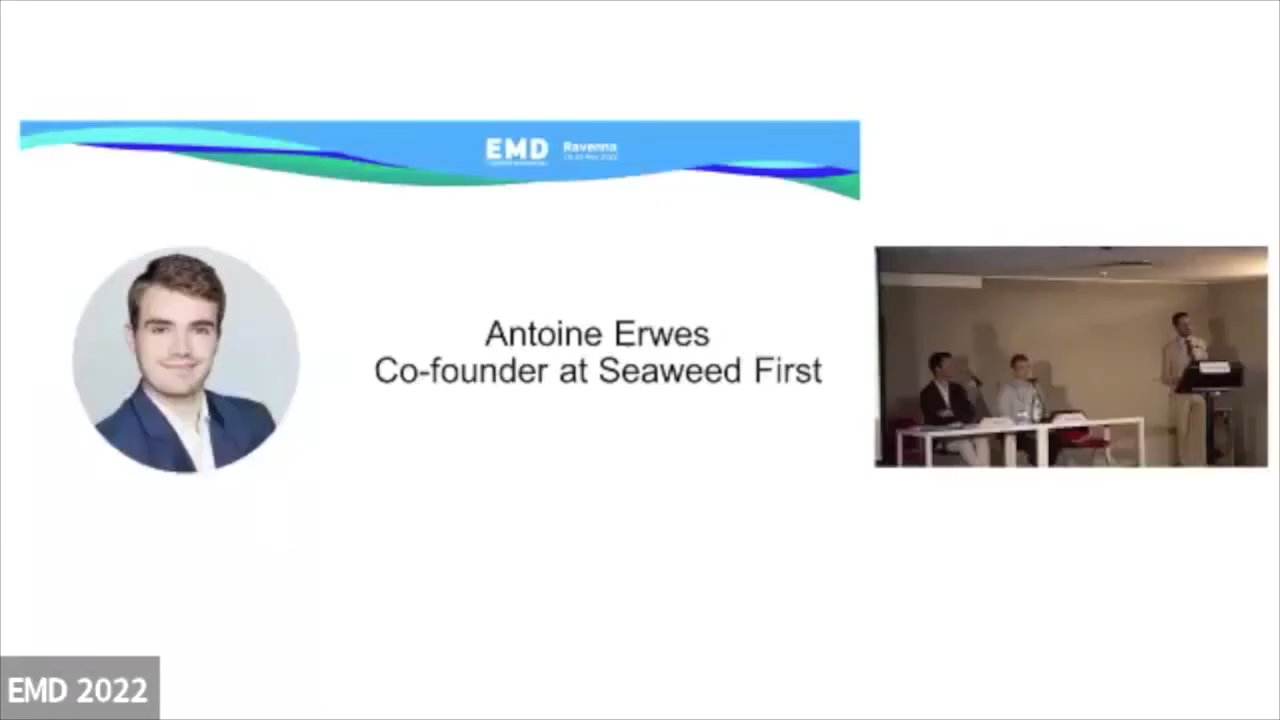 EMD
Ravenna
Antoine Erwes
Co-founder at Seaweed First
EMD 2022